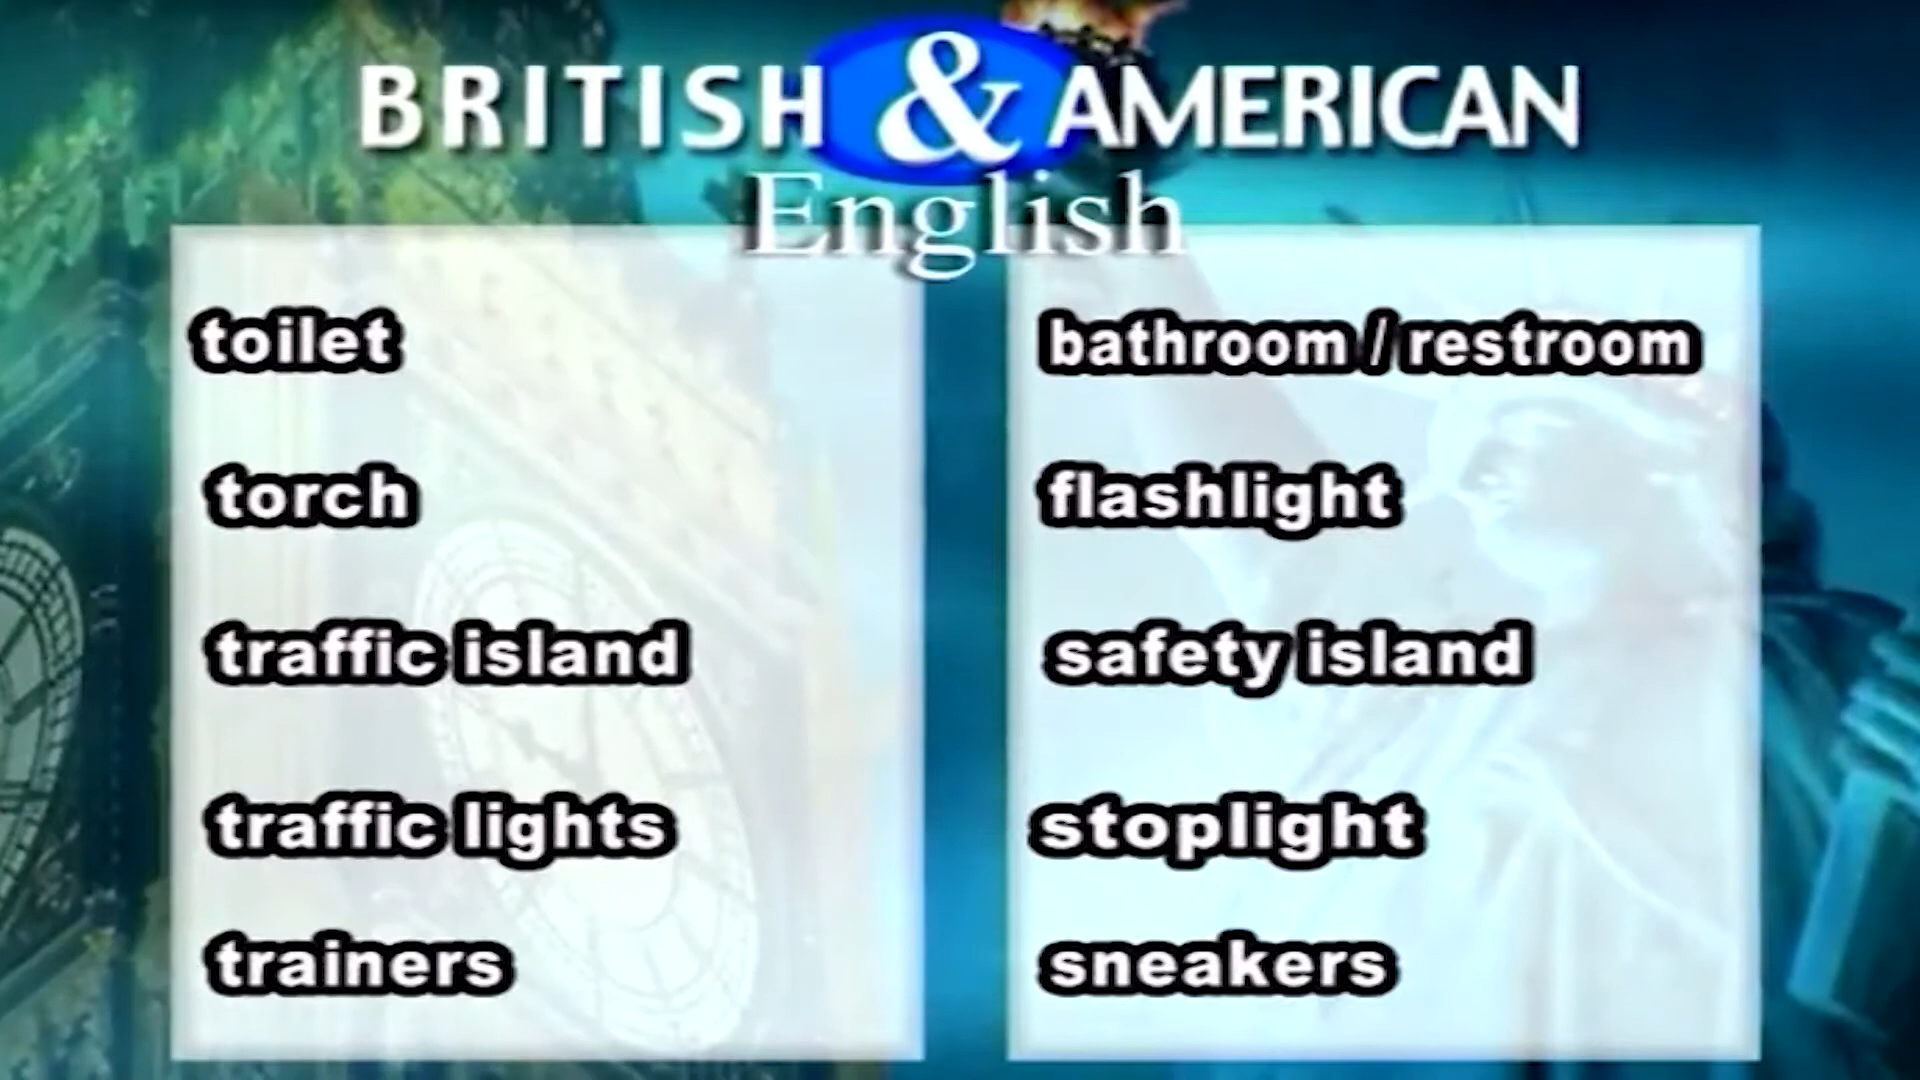 BRITISH & AMERICAN
English
toilet
bathroom / restroom
torch
flashlight
traffic island
safety island
traffic lights
stoplight
trainers
sneakers